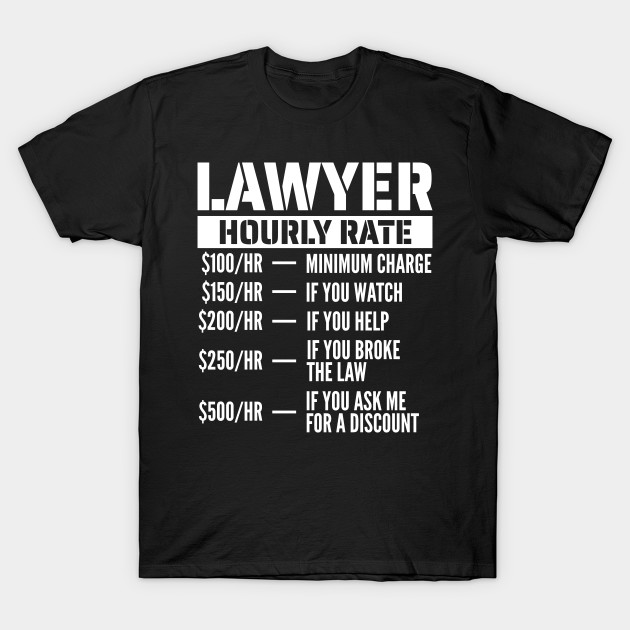 LAWYER
HOURLY RATE
$100/HR — MINIMUM CHARGE
$150/HR — IF YOU WATCH
$200/HR — IF YOU HELP
$250/HR — IF YOU BROKE
THE LAW
$500/HR — IF YOU ASK ME
FOR A DISCOUNT